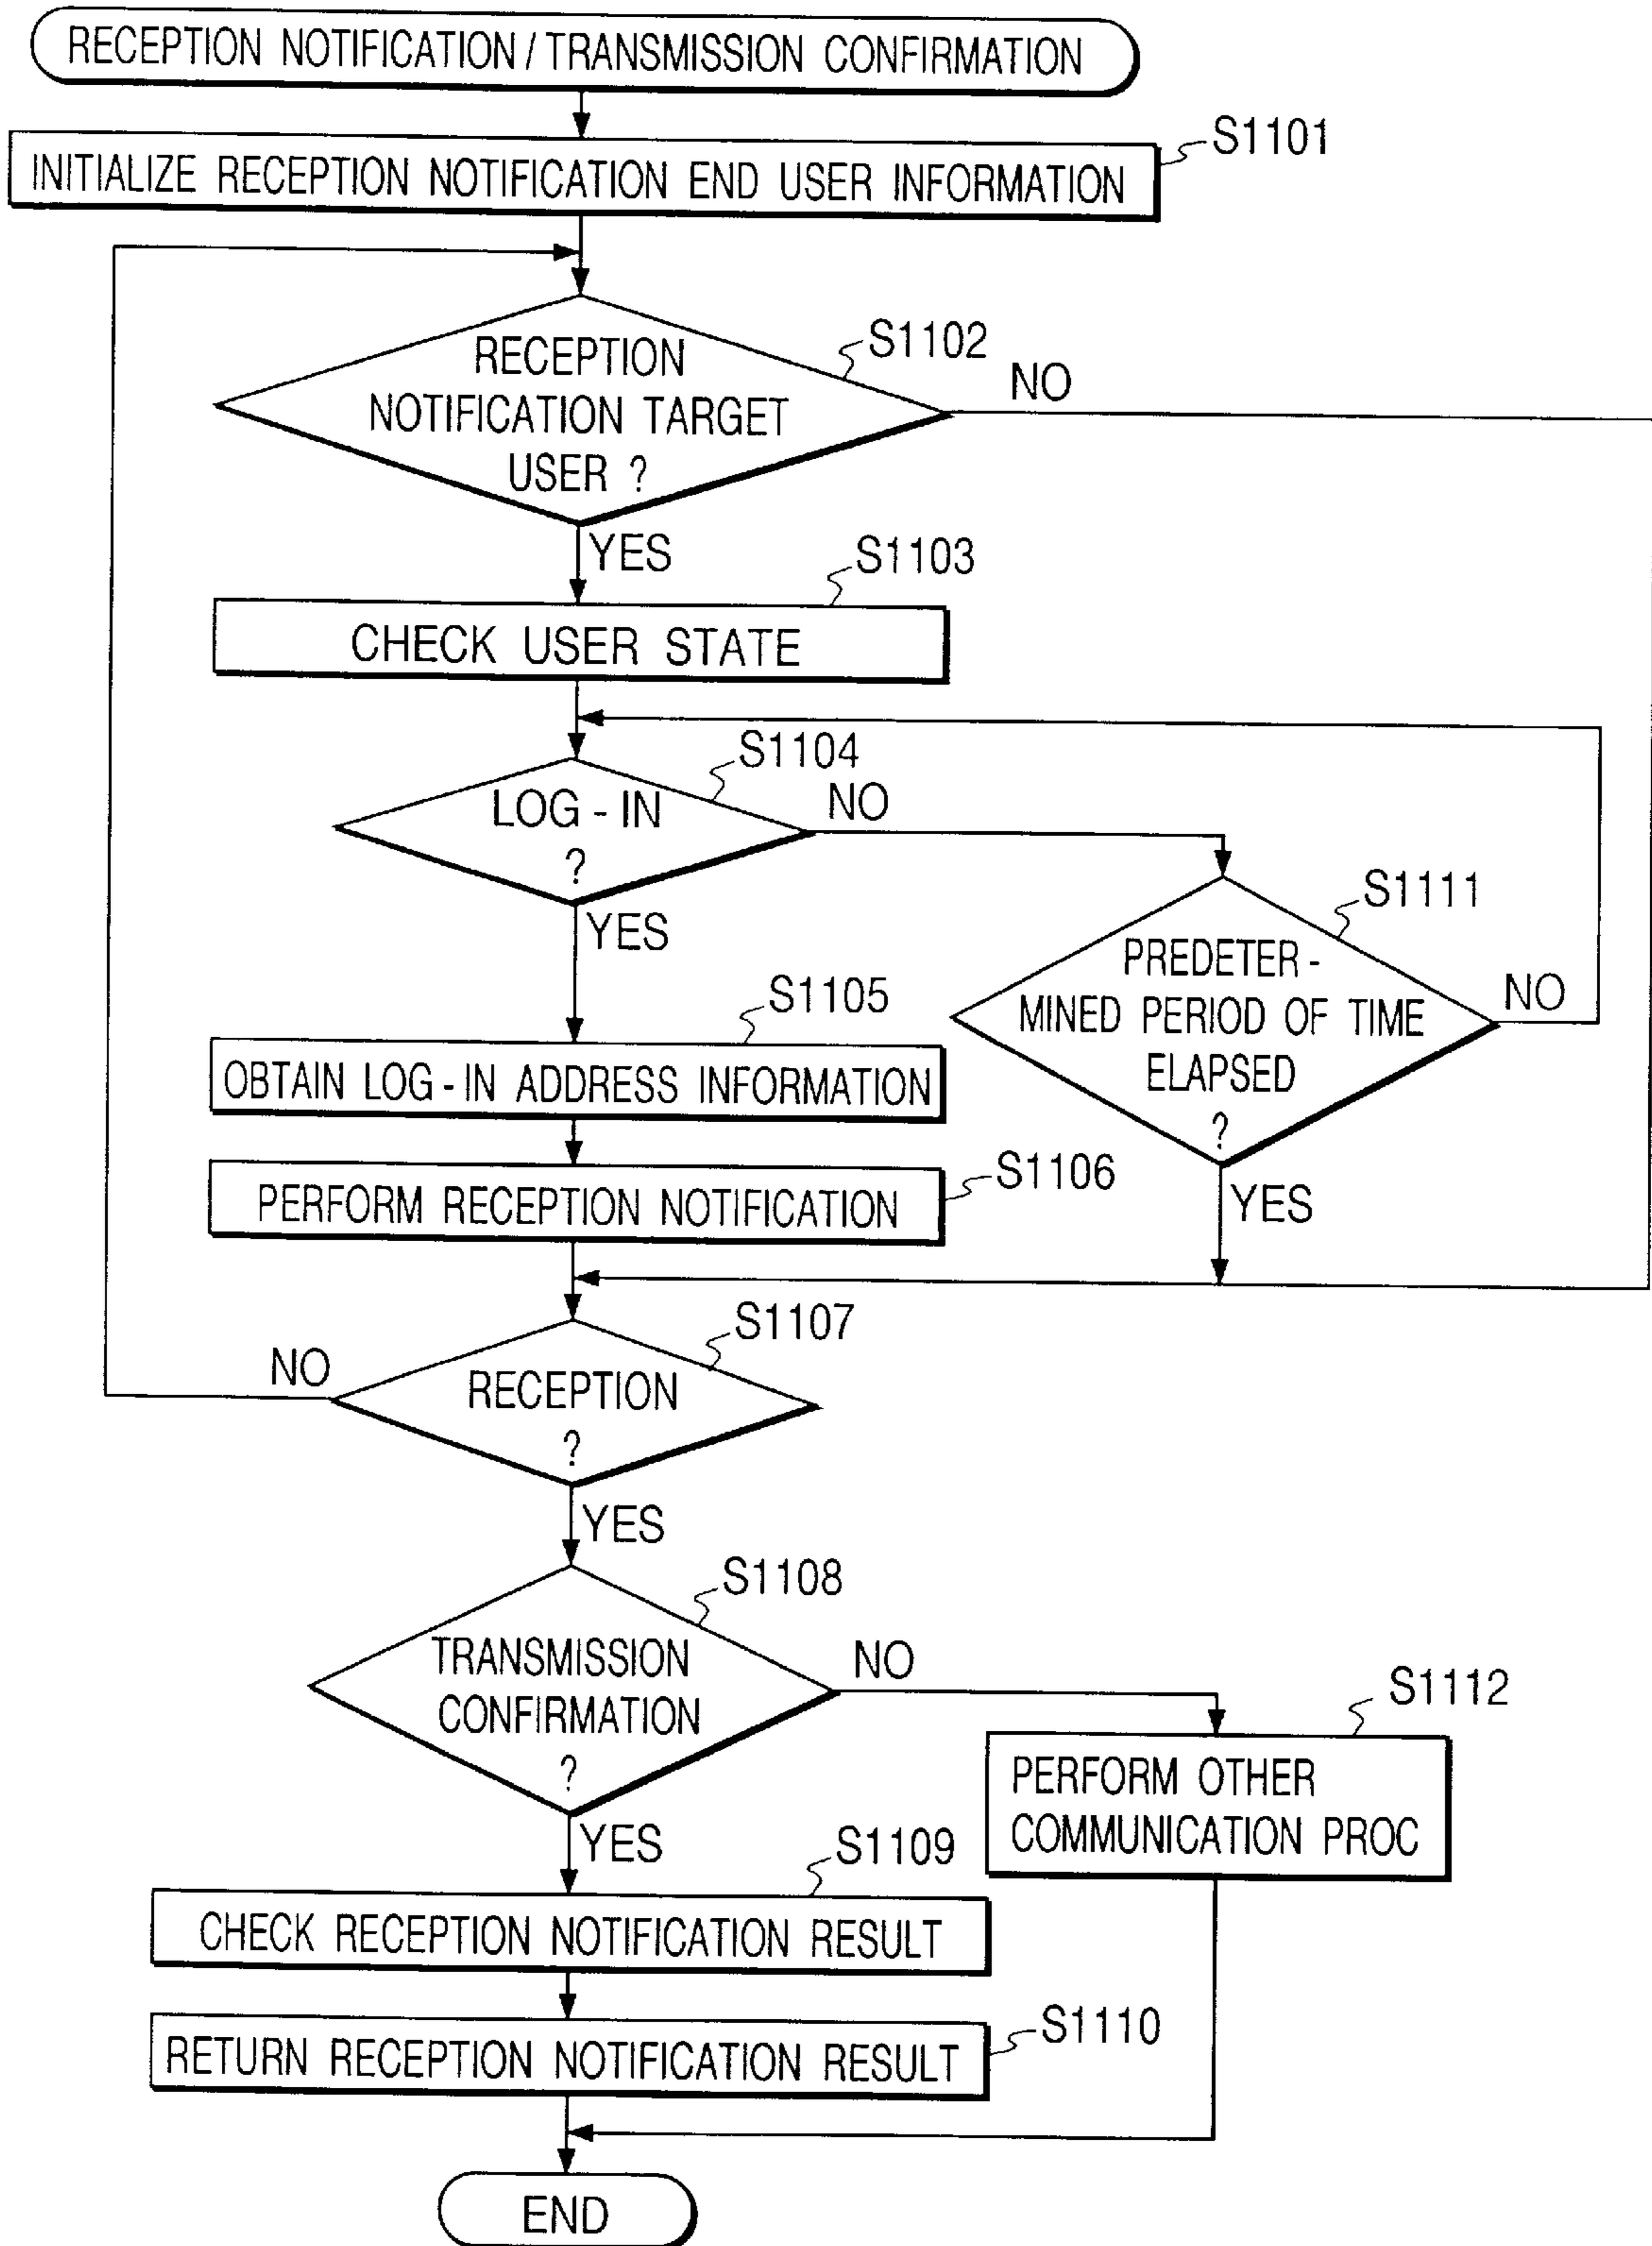 RECEPTION NOTIFICATION / TRANSMISSION CONFIRMATION
S1101
INITIALIZE RECEPTION NOTIFICATION END USER INFORMATION
S1102
RECEPTION
NOTIFICATION TARGET
USER ?
NO
YES
S1103
CHECK USER STATE
S1104
LOG - IN
?
NO
YES
S1111
PREDETER -
MINED PERIOD OF TIME
ELAPSED
?
NO
YES
S1105
OBTAIN LOG - IN ADDRESS INFORMATION
S1106
PERFORM RECEPTION NOTIFICATION
S1107
RECEPTION
?
NO
YES
S1108
TRANSMISSION
CONFIRMATION
?
NO
YES
S1112
PERFORM OTHER
COMMUNICATION PROC
S1109
CHECK RECEPTION NOTIFICATION RESULT
S1110
RETURN RECEPTION NOTIFICATION RESULT
END